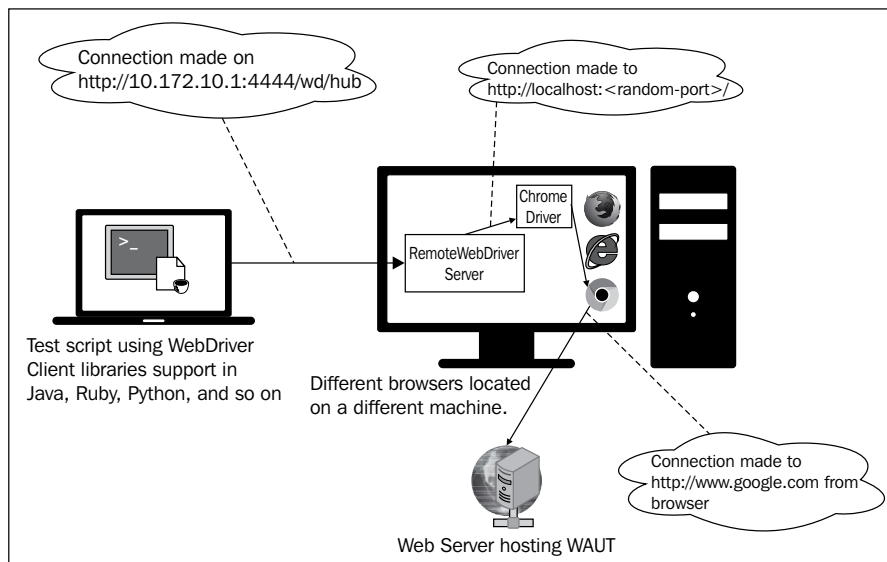 Connection made on
http://10.172.10.1:4444/wd/hub
Connection made to
http://localhost:<random-port>/
>_
RemoteWebDriver
Server
Chrome
Driver
Test script using WebDriver
Client libraries support in
Java, Ruby, Python, and so on
Different browsers located
on a different machine.
Connection made to
http://www.google.com from
browser
Web Server hosting WAUT